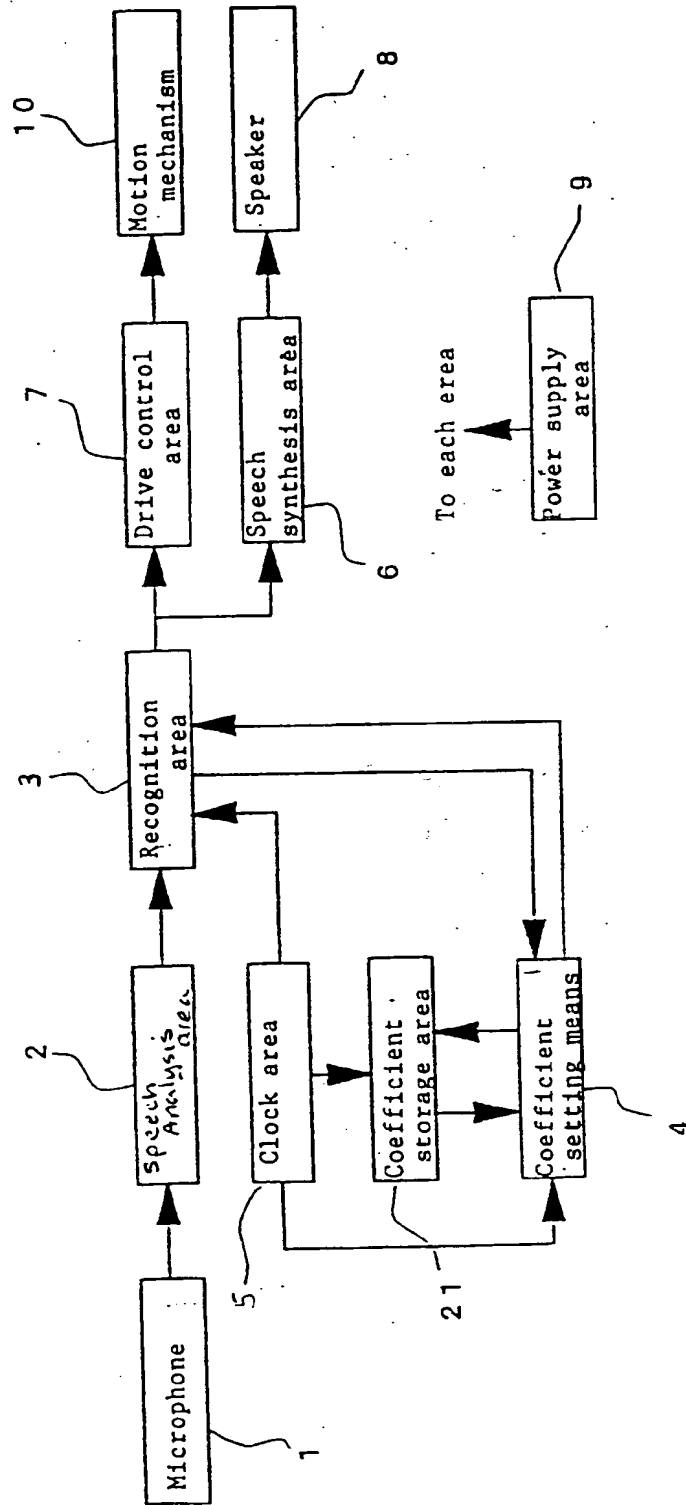 1
Microphone
2
Speech
Analysis
area
3
Recognition
area
7
Drive control
area
10
Motion
mechanism
6
Speech
synthesis area
8
Speaker
5
Clock area
21
Coefficient
storage area
4
Coefficient
setting means
To each erea
9
Power supply
area